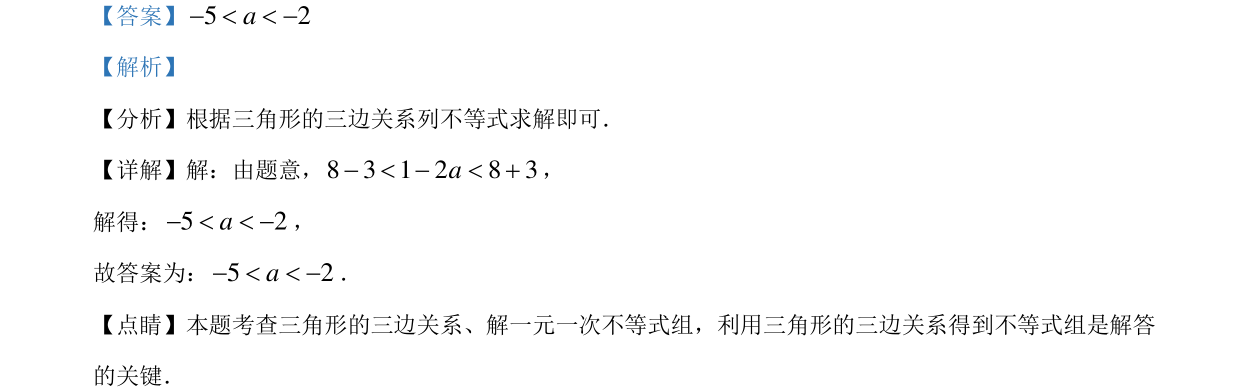 【答案】−5 < a < −2
【解析】
【分析】根据三角形的三边关系列不等式求解即可．
【详解】解：由题意，8 − 3 < 1 − 2a < 8 + 3，
解得：−5 < a < −2，
故答案为：−5 < a < −2．
【点睛】本题考查三角形的三边关系、解一元一次不等式组，利用三角形的三边关系得到不等式组是解答
的关键．